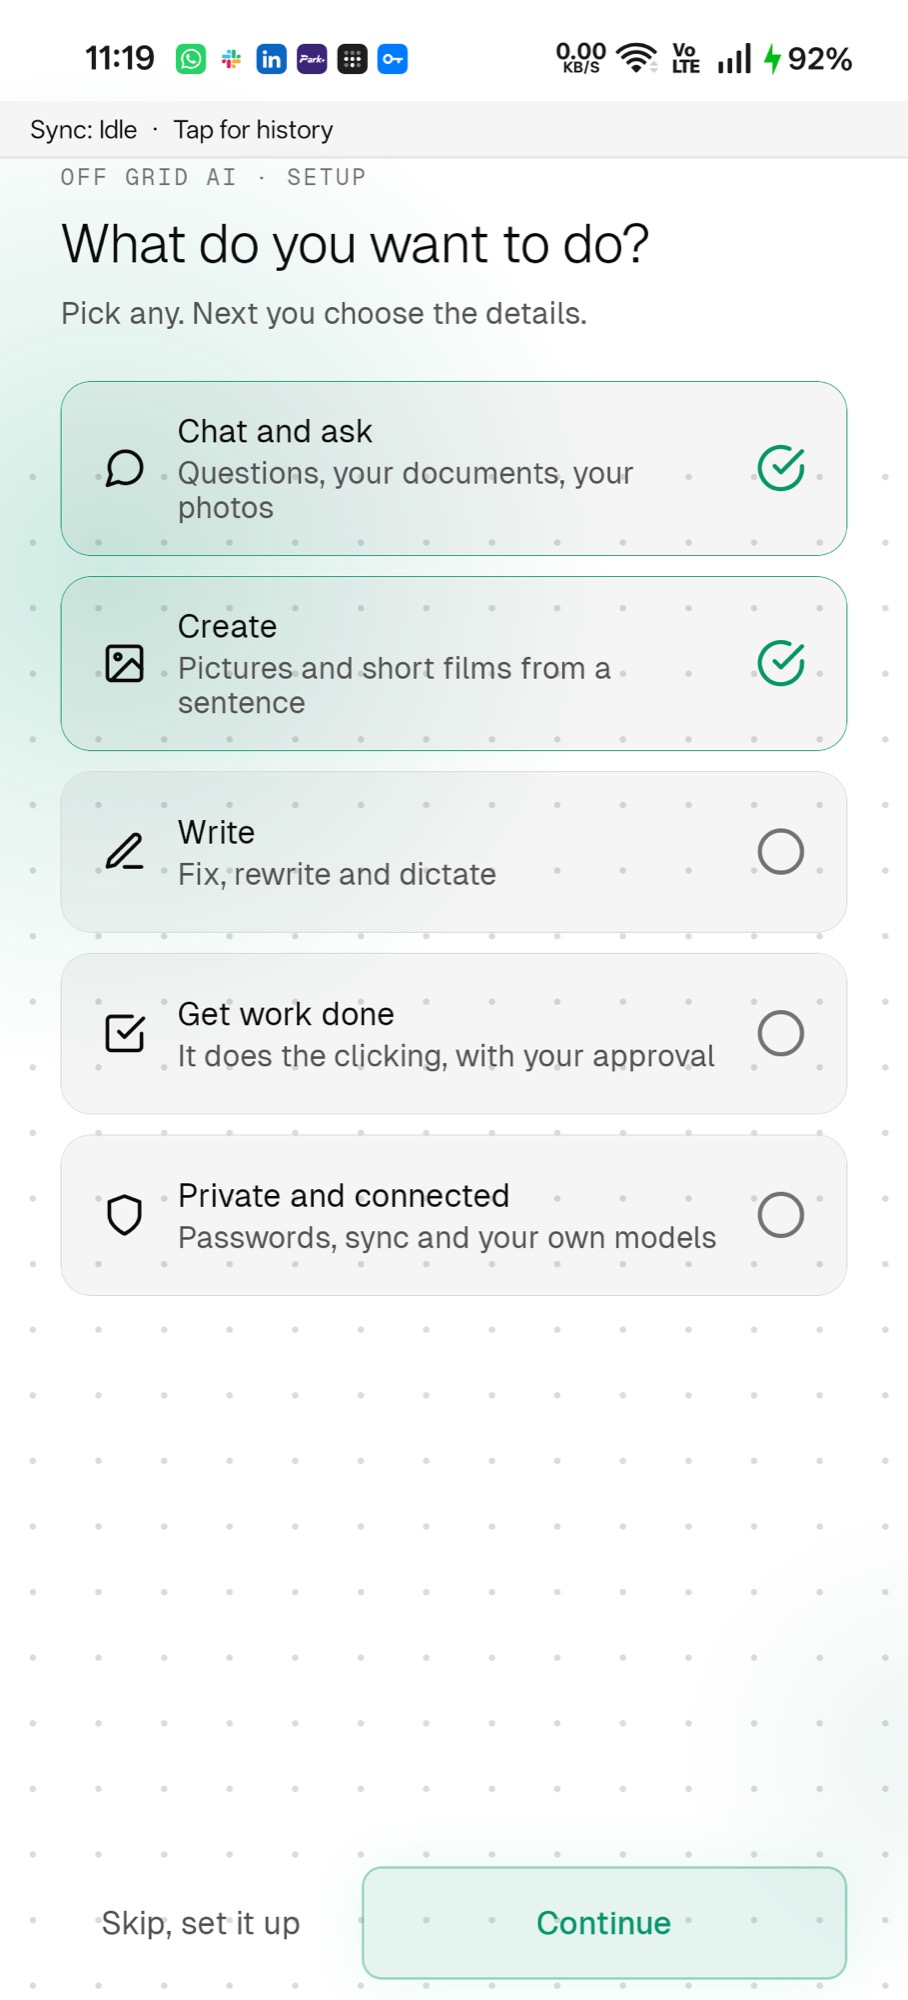 11:19
Park+
0.00 KB/S
Vo LTE
92%
Sync: Idle · Tap for history
OFF GRID AI · SETUP
What do you want to do?
Pick any. Next you choose the details.
Chat and ask
Questions, your documents, your
photos
Create
Pictures and short films from a
sentence
Write
Fix, rewrite and dictate
Get work done
It does the clicking, with your approval
Private and connected
Passwords, sync and your own models
Skip, set it up
Continue